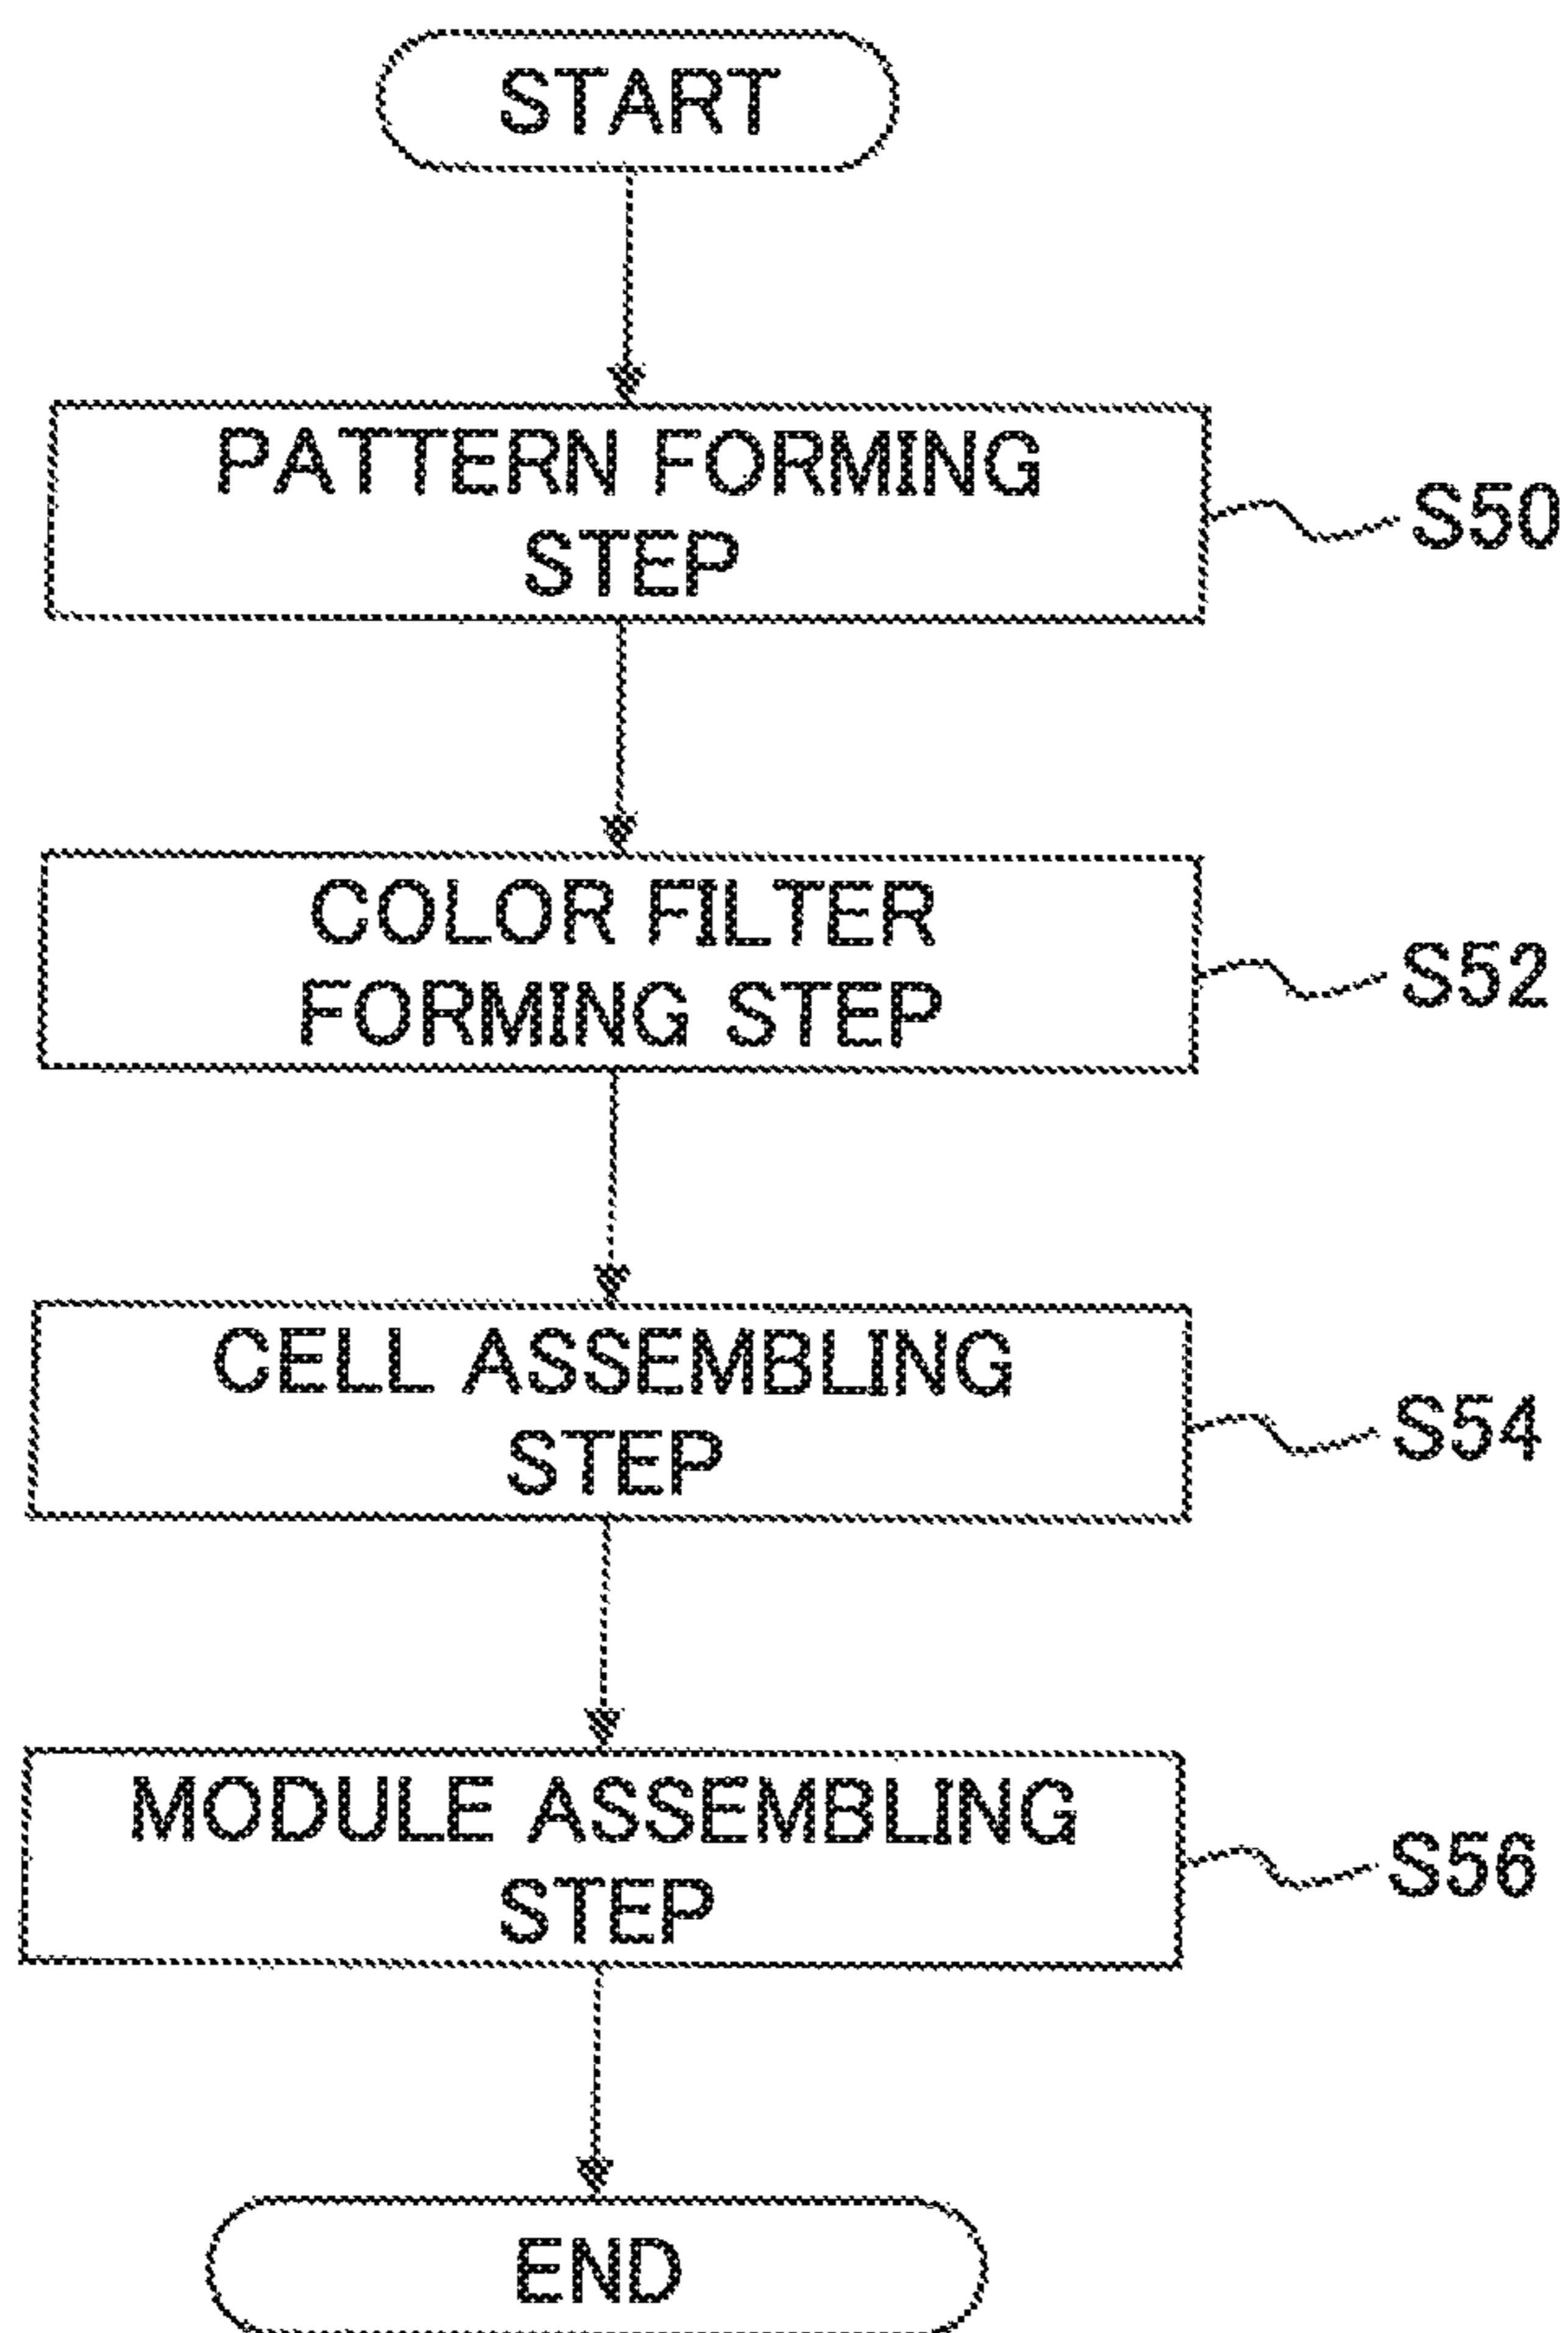 START
PATTERN FORMING
STEP
S50
COLOR FILTER
FORMING STEP
S52
CELL ASSEMBLING
STEP
S54
MODULE ASSEMBLING
STEP
S56
END